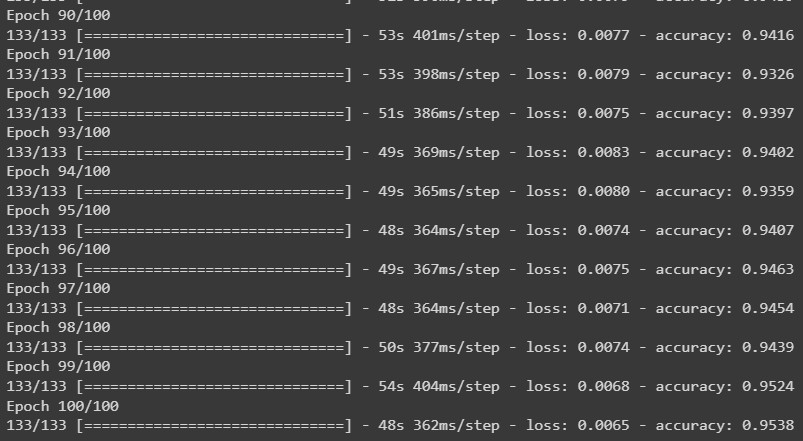 Epoch 90/100
133/133 [==============================] - 53s 401ms/step - loss: 0.0077 - accuracy: 0.9416
Epoch 91/100
133/133 [==============================] - 53s 398ms/step - loss: 0.0079 - accuracy: 0.9326
Epoch 92/100
133/133 [==============================] - 51s 386ms/step - loss: 0.0075 - accuracy: 0.9397
Epoch 93/100
133/133 [==============================] - 49s 369ms/step - loss: 0.0083 - accuracy: 0.9402
Epoch 94/100
133/133 [==============================] - 49s 365ms/step - loss: 0.0080 - accuracy: 0.9359
Epoch 95/100
133/133 [==============================] - 48s 364ms/step - loss: 0.0074 - accuracy: 0.9407
Epoch 96/100
133/133 [==============================] - 49s 367ms/step - loss: 0.0075 - accuracy: 0.9463
Epoch 97/100
133/133 [==============================] - 48s 364ms/step - loss: 0.0071 - accuracy: 0.9454
Epoch 98/100
133/133 [==============================] - 50s 377ms/step - loss: 0.0074 - accuracy: 0.9439
Epoch 99/100
133/133 [==============================] - 54s 404ms/step - loss: 0.0068 - accuracy: 0.9524
Epoch 100/100
133/133 [==============================] - 48s 362ms/step - loss: 0.0065 - accuracy: 0.9538